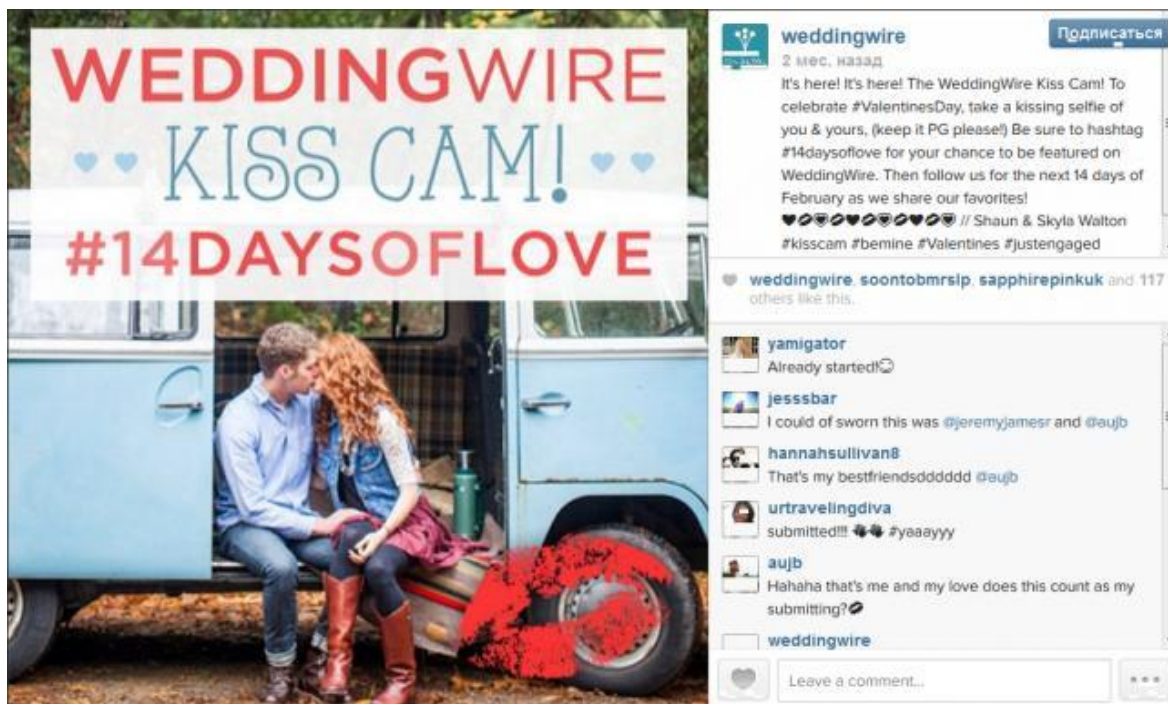 WEDDINGWIRE
KISS CAM!
#14DAYSOFLOVE
weddingwire
Подписаться
2 мес. назад
It's here! It's here! The WeddingWire Kiss Cam! To
celebrate #ValentinesDay, take a kissing selfie of
you & yours, (keep it PG please!) Be sure to hashtag
#14daysoflove for your chance to be featured on
WeddingWire. Then follow us for the next 14 days of
February as we share our favorites!
// Shaun & Skyla Walton
#kisscam #bemine #Valentines #justengaged
weddingwire, soontobmrslp, sapphirepinkuk and 117
others like this.
yamigator
Already started!
jesssbar
I could of sworn this was @jeremyjamesr and @aujb
hannahsullivan8
That's my bestfriendsdddddd @aujb
urtravelingdiva
submitted!!! #yaaayyy
aujb
Hahaha that's me and my love does this count as my
submitting?
weddingwire
Leave a comment...